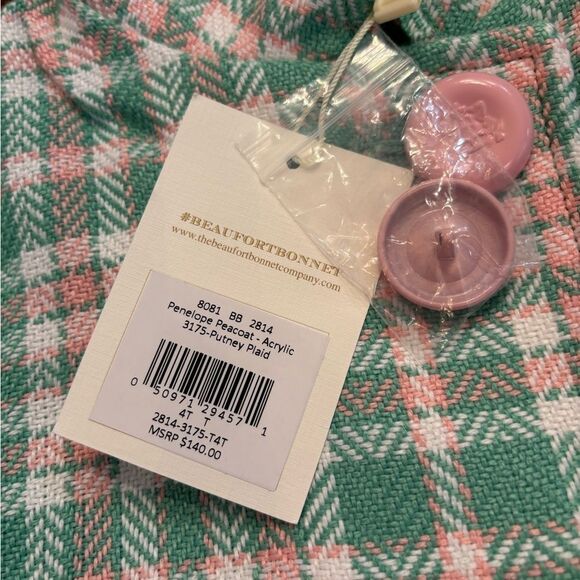 #BEAUFORTBONNET
www.thebeaufortbonnetcompany.com
8081 BB 2814
Penelope Peacoat - Acrylic
3175-Putney Plaid
0 50971 29457 1
4T T
2814-3175-T4T
MSRP $140.00